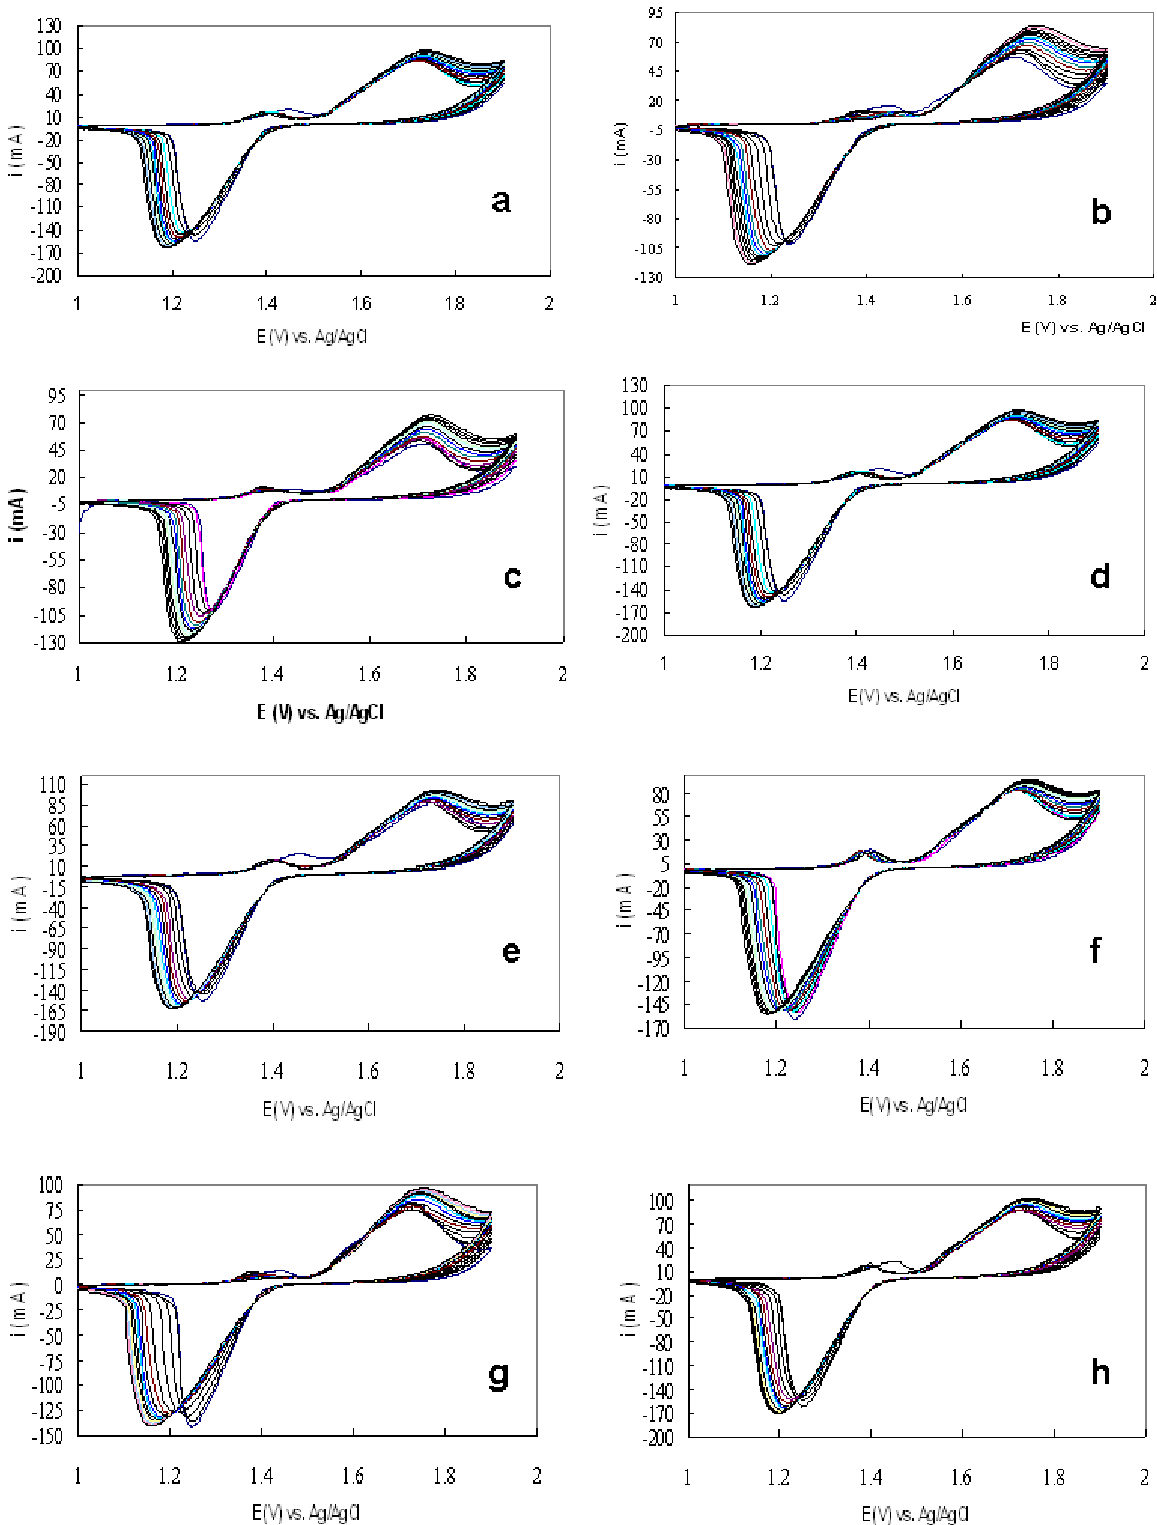 130
100
70
40
10
-20
-50
-80
-110
-140
-170
-200
i (mA)
a
1 1.2 1.4 1.6 1.8 2
E (V) vs. Ag/AgCl
95
70
45
20
-5
-30
-55
-80
-105
-130
i (mA)
b
1 1.2 1.4 1.6 1.8 2
E (V) vs. Ag/AgCl
95
70
45
20
-5
-30
-55
-80
-105
-130
i (mA)
c
1 1.2 1.4 1.6 1.8 2
E (V) vs. Ag/AgCl
130
100
70
40
10
-20
-50
-80
-110
-140
-170
-200
i (mA)
d
1 1.2 1.4 1.6 1.8 2
E (V) vs. Ag/AgCl
110
85
60
35
10
-15
-40
-65
-90
-115
-140
-165
-190
i (mA)
e
1 1.2 1.4 1.6 1.8 2
E(V) vs. Ag/AgCl
80
55
30
5
-20
-45
-70
-95
-120
-145
-170
i (mA)
f
1 1.2 1.4 1.6 1.8 2
E(V) vs. Ag/AgCl
100
75
50
25
0
-25
-50
-75
-100
-125
-150
i (mA)
g
1 1.2 1.4 1.6 1.8 2
E(V) vs. Ag/AgCl
100
70
40
10
-20
-50
-80
-110
-140
-170
-200
i (mA)
h
1 1.2 1.4 1.6 1.8 2
E(V) vs. Ag/AgCl